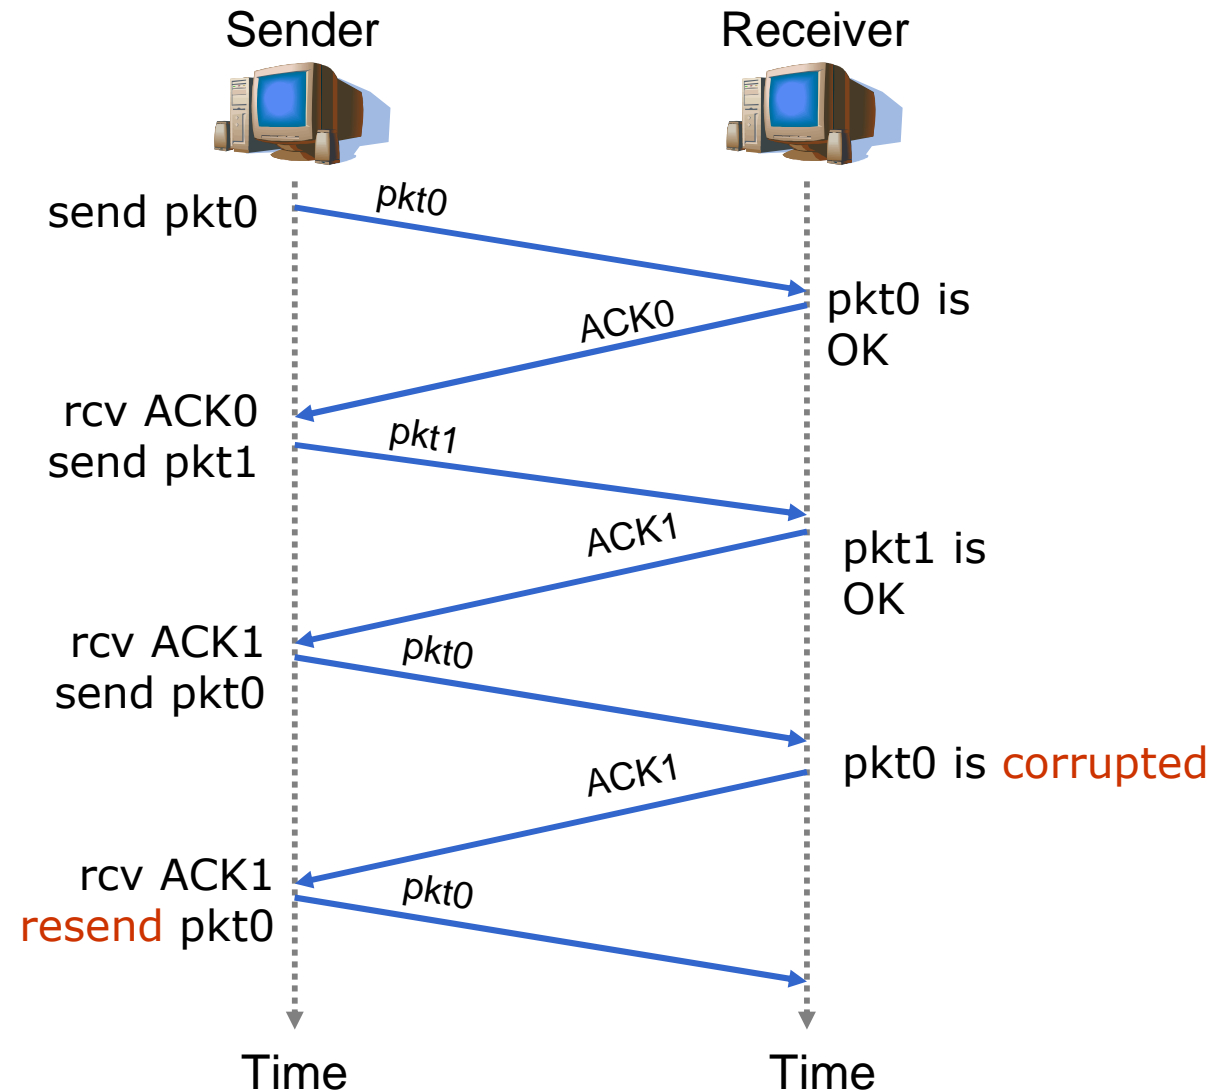 Sender
Receiver
send pkt0
pkt0
pkt0 is
OK
ACK0
rcv ACK0
send pkt1
pkt1
pkt1 is
OK
ACK1
rcv ACK1
send pkt0
pkt0
pkt0 is corrupted
ACK1
rcv ACK1
resend pkt0
pkt0
Time
Time